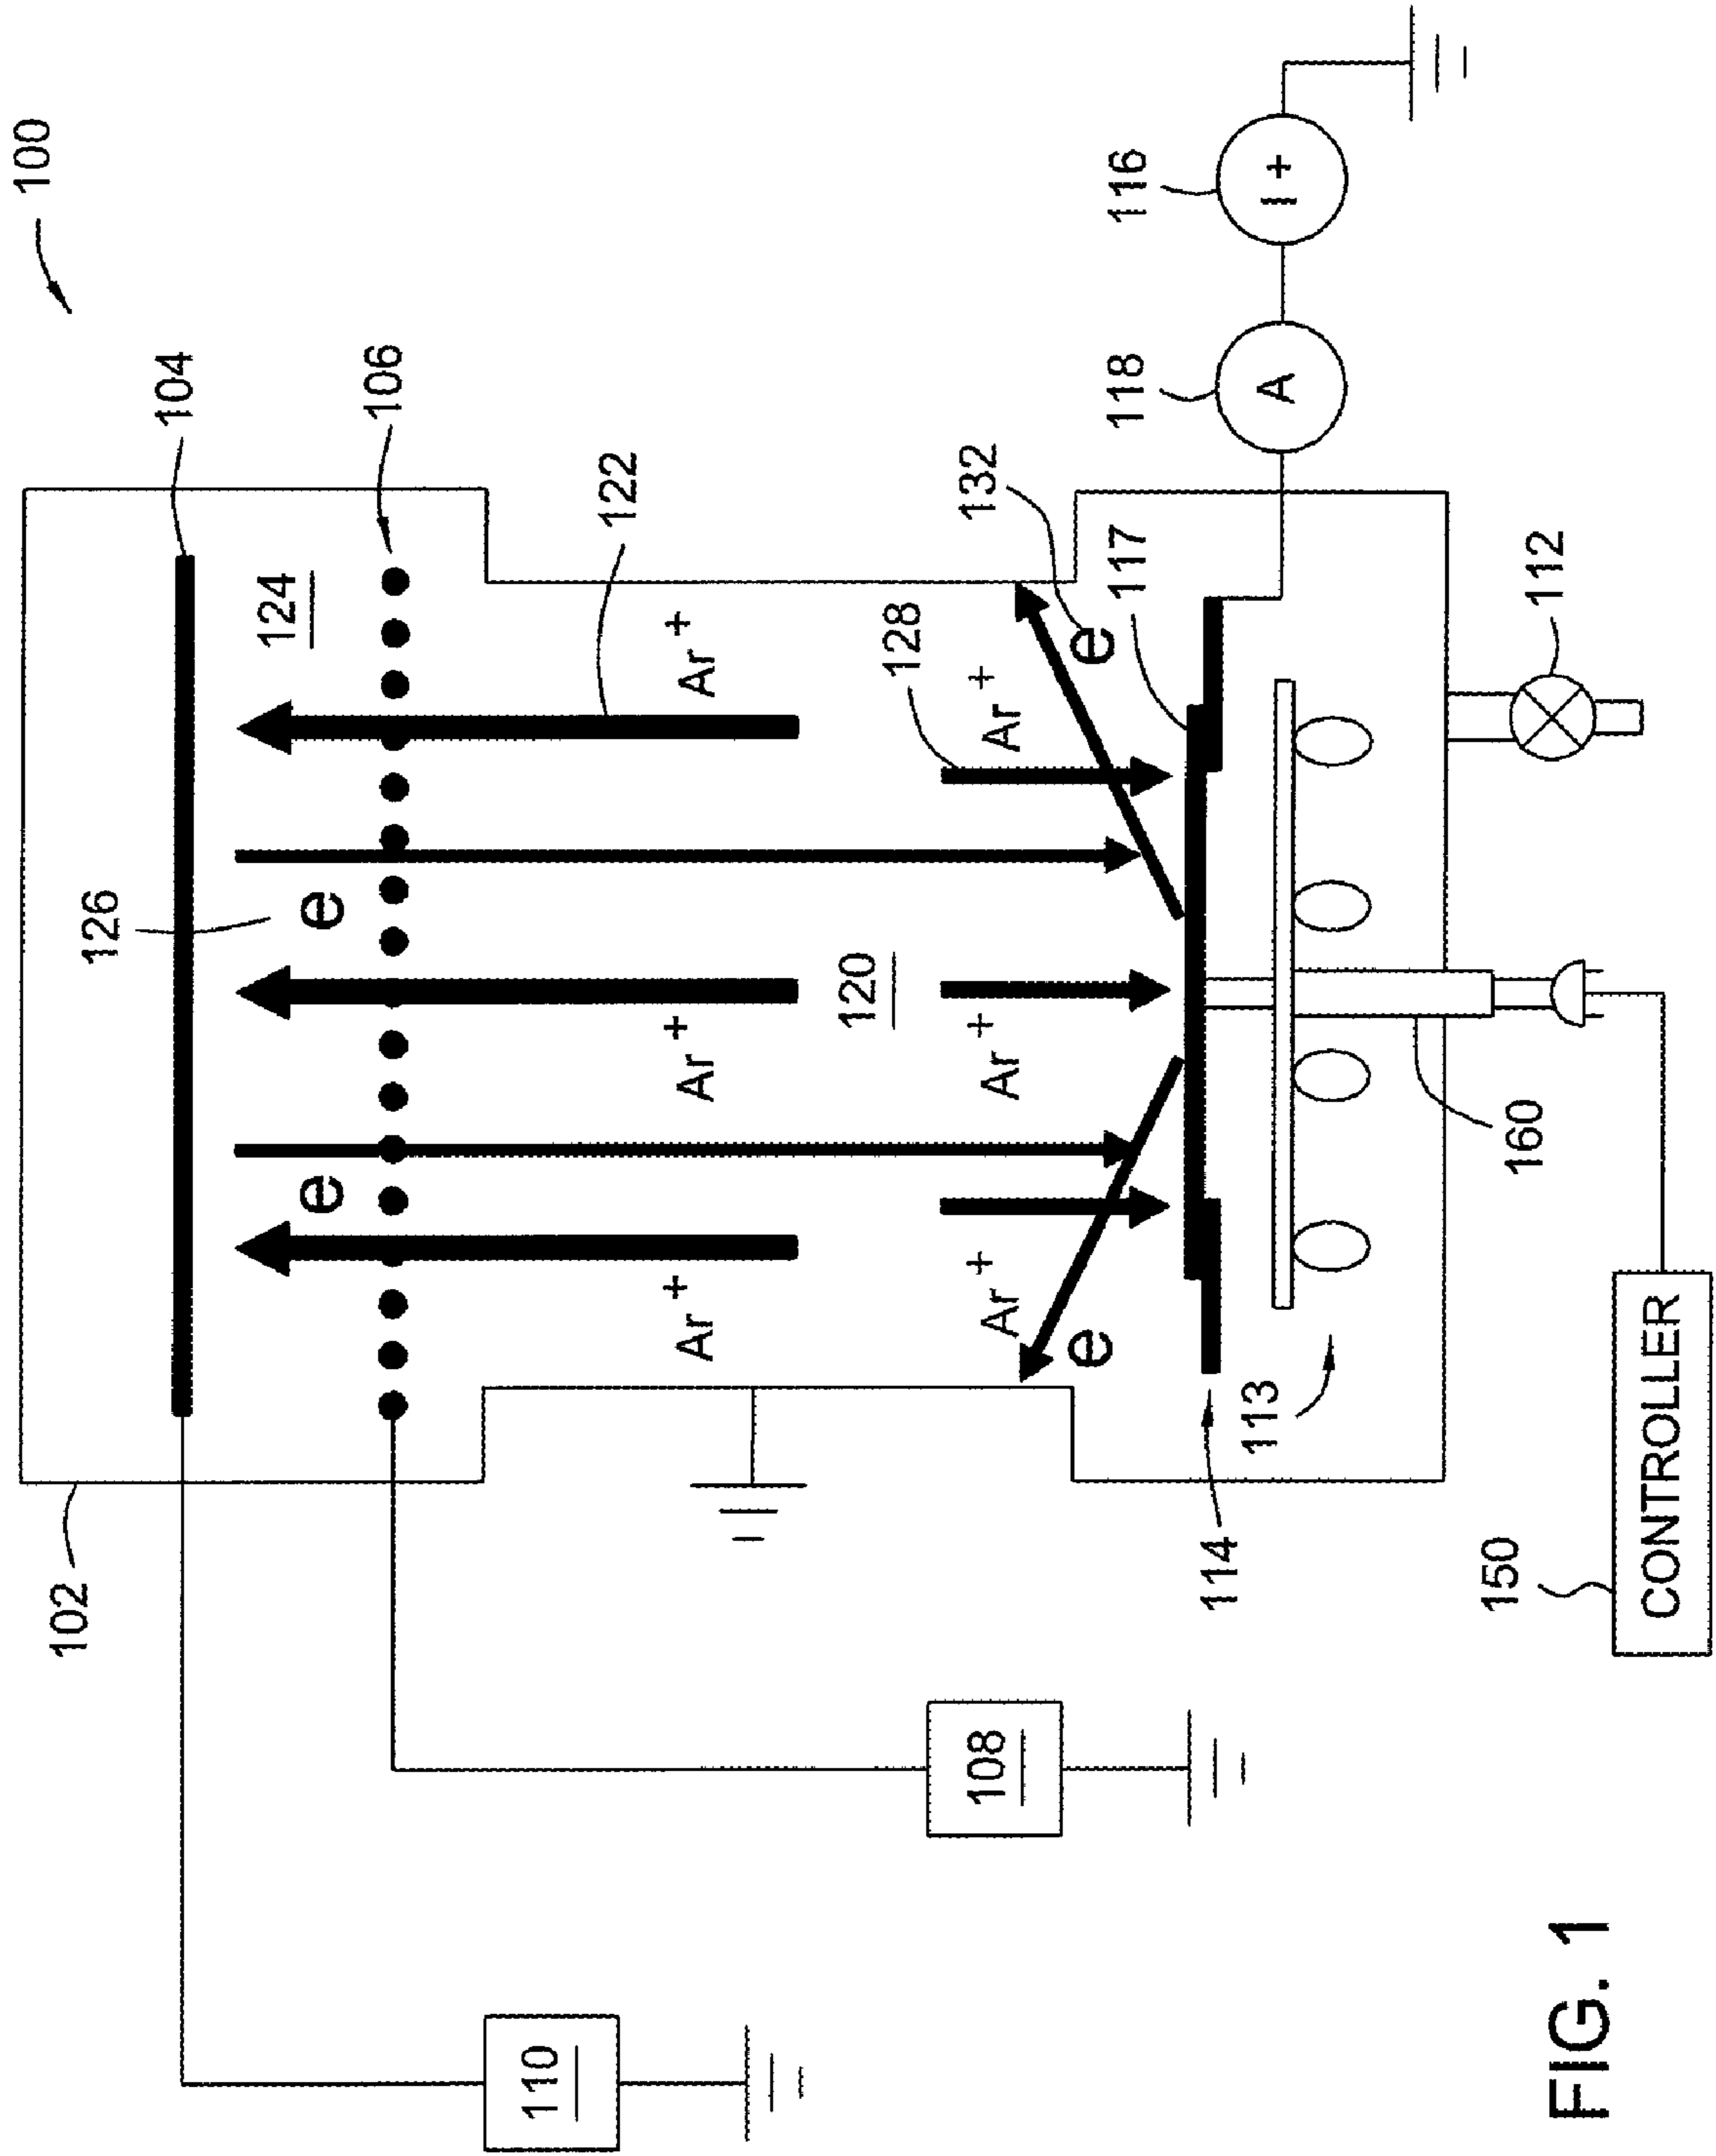 100
104
106
124
126
e
e
122
Ar+
Ar+
Ar+
120
128
132
Ar+
Ar+
Ar+
e
e
117
118
A
116
I +
112
102
114
113
160
150
CONTROLLER
108
110
FIG. 1